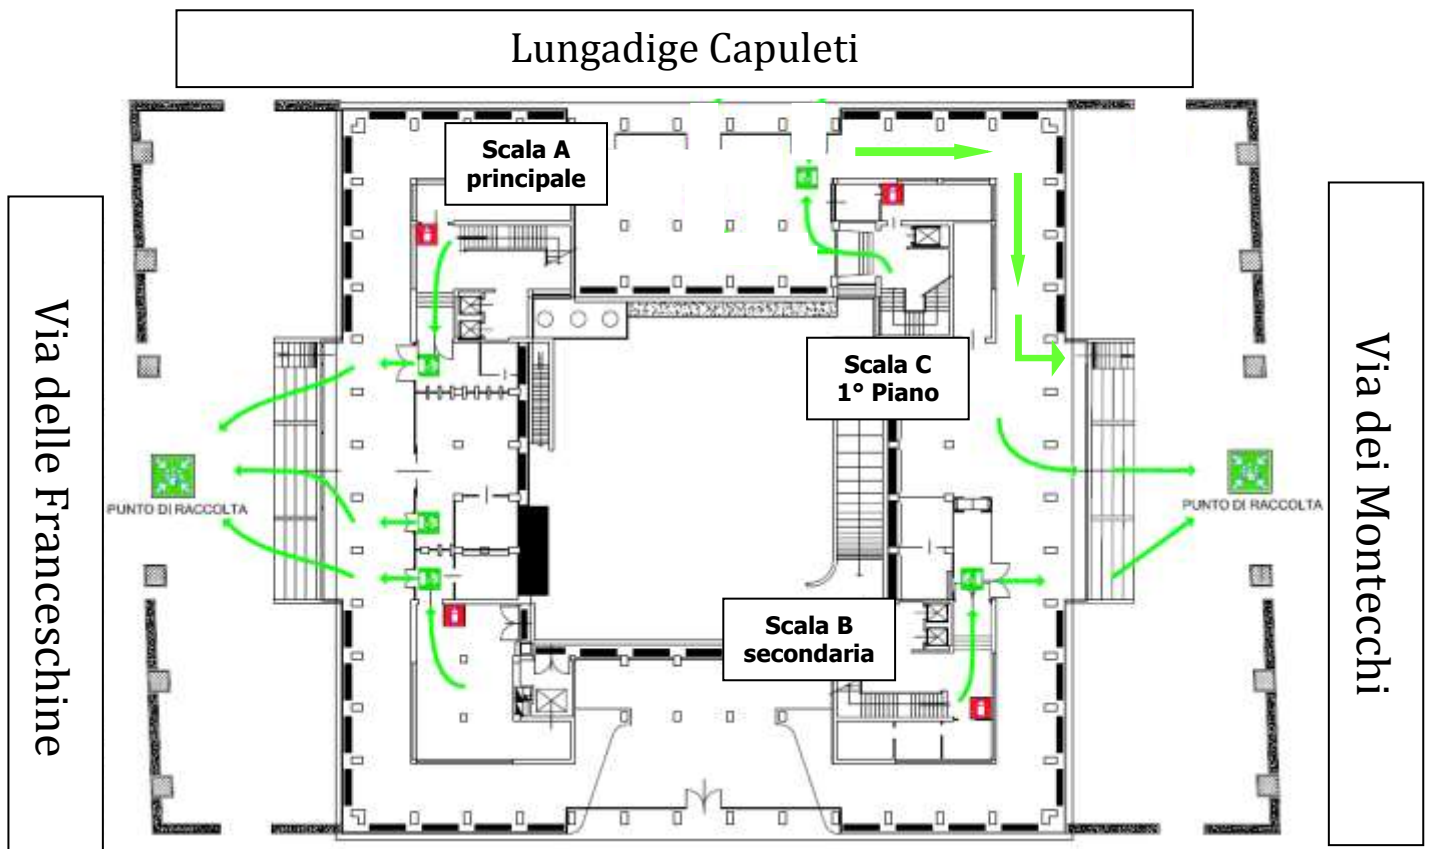 Lungadige Capuleti
Scala A
principale
Via delle Franceschine
Scala C
1° Piano
Via dei Montecchi
PUNTO DI RACCOLTA
PUNTO DI RACCOLTA
Scala B
secondaria